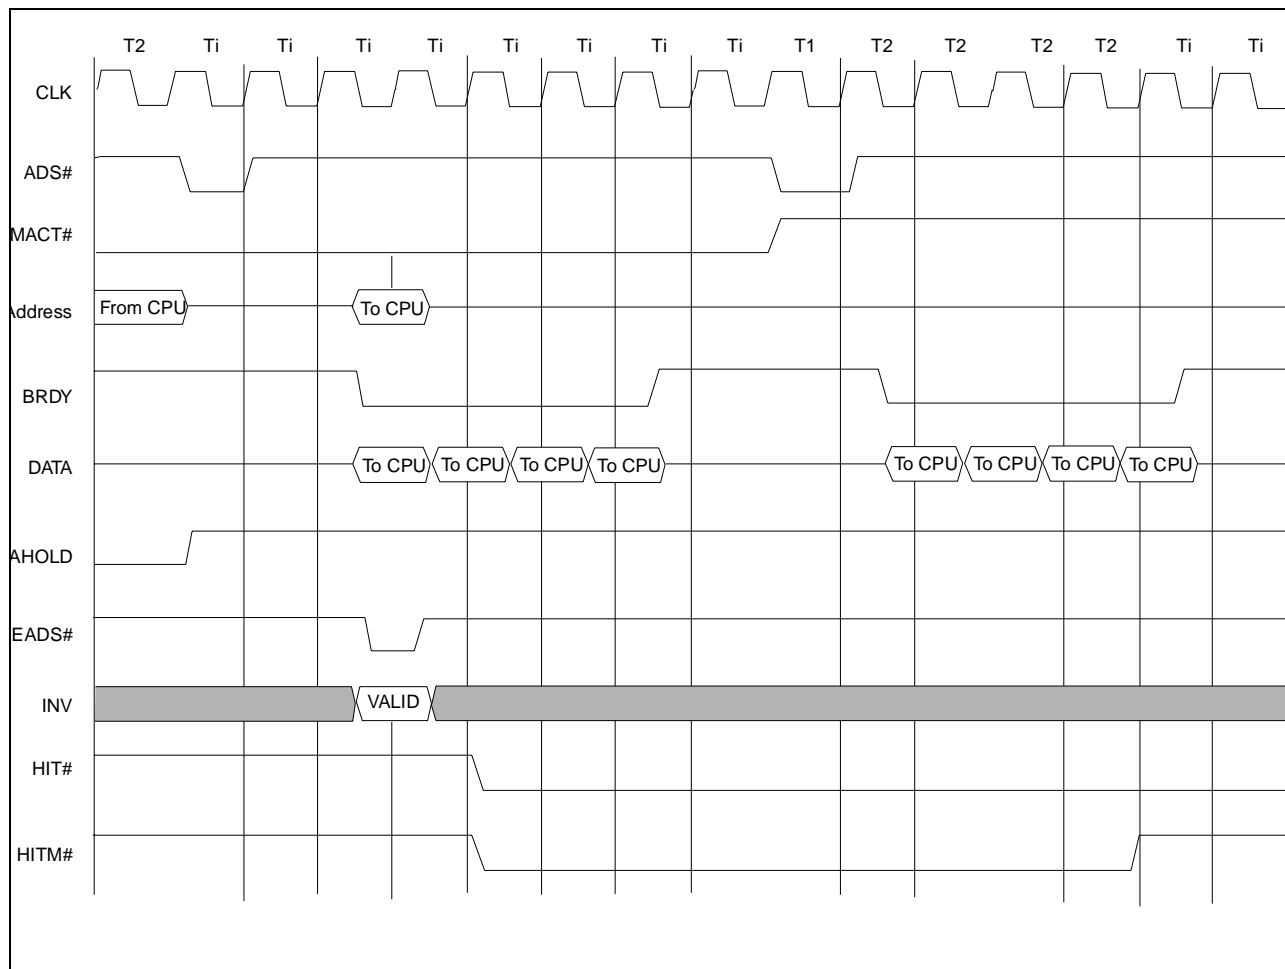 T2 Ti Ti Ti Ti Ti Ti Ti Ti T1 T2 T2 T2 T2 Ti Ti
CLK
ADS#
MACT#
Address From CPU To CPU
BRDY
DATA To CPU To CPU To CPU To CPU To CPU To CPU To CPU To CPU
AHOLD
EADS#
INV VALID
HIT#
HITM#